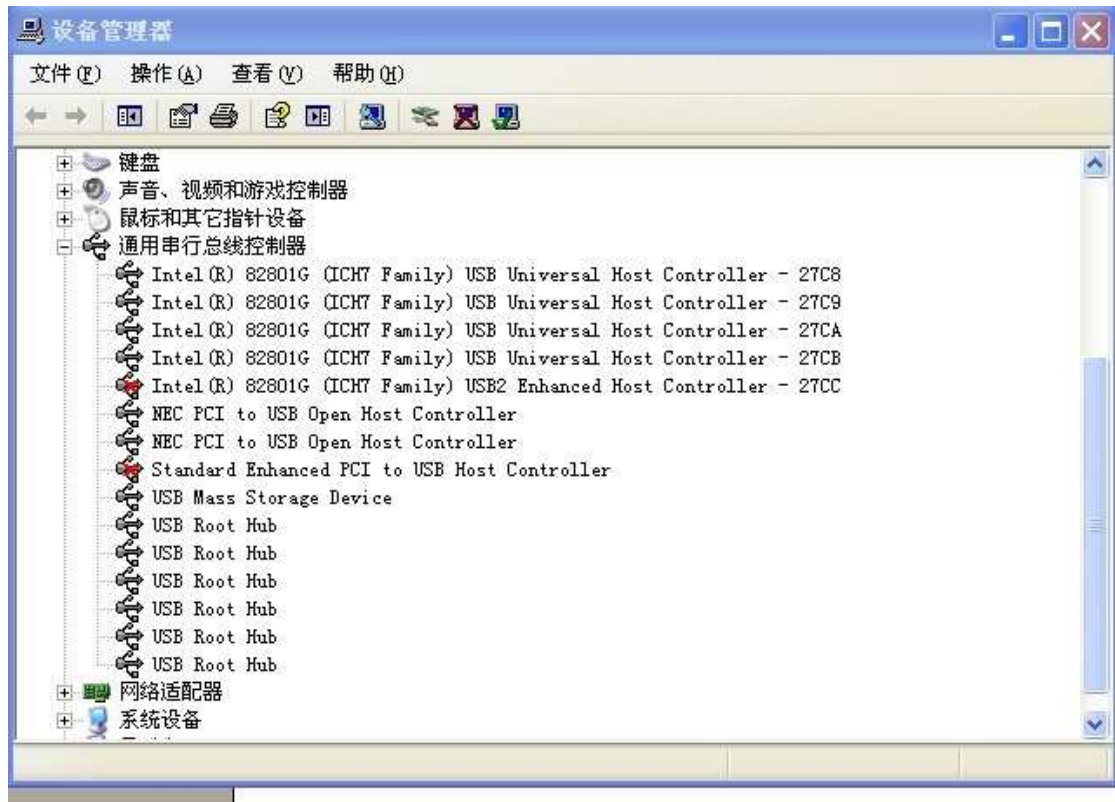 设备管理器
文件(F) 操作(A) 查看(V) 帮助(H)
键盘
声音、视频和游戏控制器
鼠标和其它指针设备
通用串行总线控制器
Intel(R) 82801G (ICH7 Family) USB Universal Host Controller - 27C8
Intel(R) 82801G (ICH7 Family) USB Universal Host Controller - 27C9
Intel(R) 82801G (ICH7 Family) USB Universal Host Controller - 27CA
Intel(R) 82801G (ICH7 Family) USB Universal Host Controller - 27CB
Intel(R) 82801G (ICH7 Family) USB2 Enhanced Host Controller - 27CC
NEC PCI to USB Open Host Controller
NEC PCI to USB Open Host Controller
Standard Enhanced PCI to USB Host Controller
USB Mass Storage Device
USB Root Hub
USB Root Hub
USB Root Hub
USB Root Hub
USB Root Hub
USB Root Hub
网络适配器
系统设备